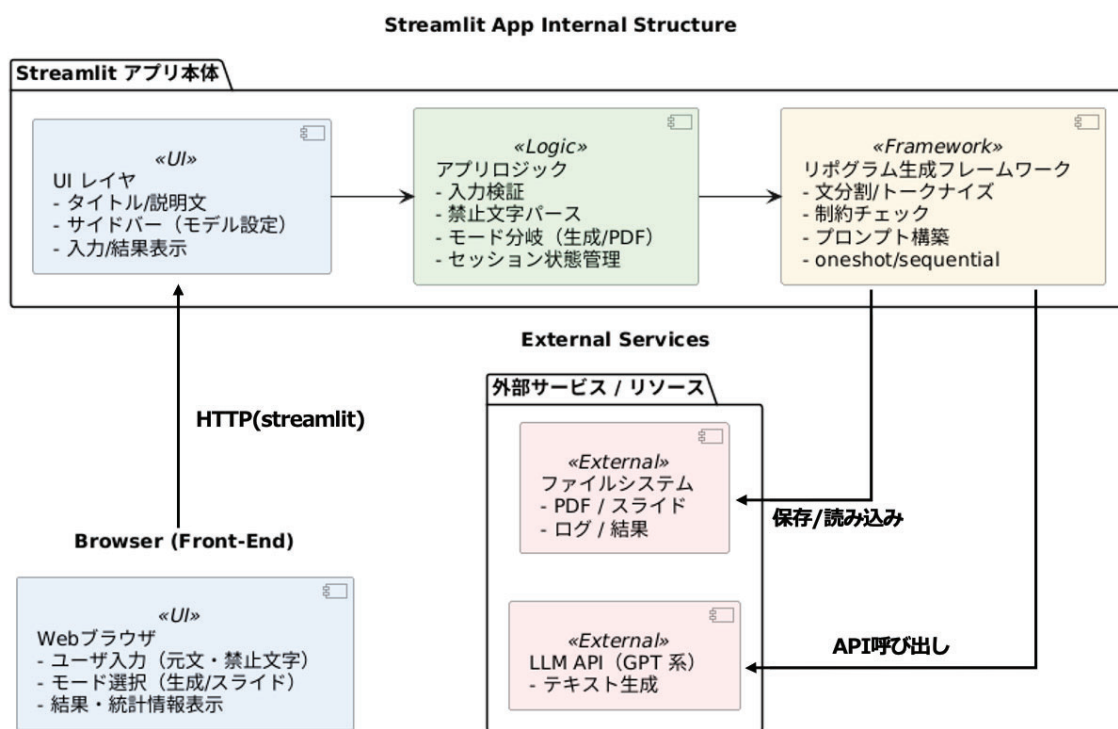 Streamlit App Internal Structure
Streamlit アプリ本体
«UI»
UI レイヤ
- タイトル/説明文
- サイドバー（モデル設定）
- 入力/結果表示
«Logic»
アプリロジック
- 入力検証
- 禁止文字パース
- モード分岐（生成/PDF）
- セッション状態管理
«Framework»
リポグラム生成フレームワーク
- 文分割/トークナイズ
- 制約チェック
- プロンプト構築
- oneshot/sequential
HTTP(streamlit)
External Services
外部サービス / リソース
«External»
ファイルシステム
- PDF / スライド
- ログ / 結果
保存/読み込み
«External»
LLM API（GPT 系）
- テキスト生成
API呼び出し
Browser (Front-End)
«UI»
Webブラウザ
- ユーザ入力（元文・禁止文字）
- モード選択（生成/スライド）
- 結果・統計情報表示